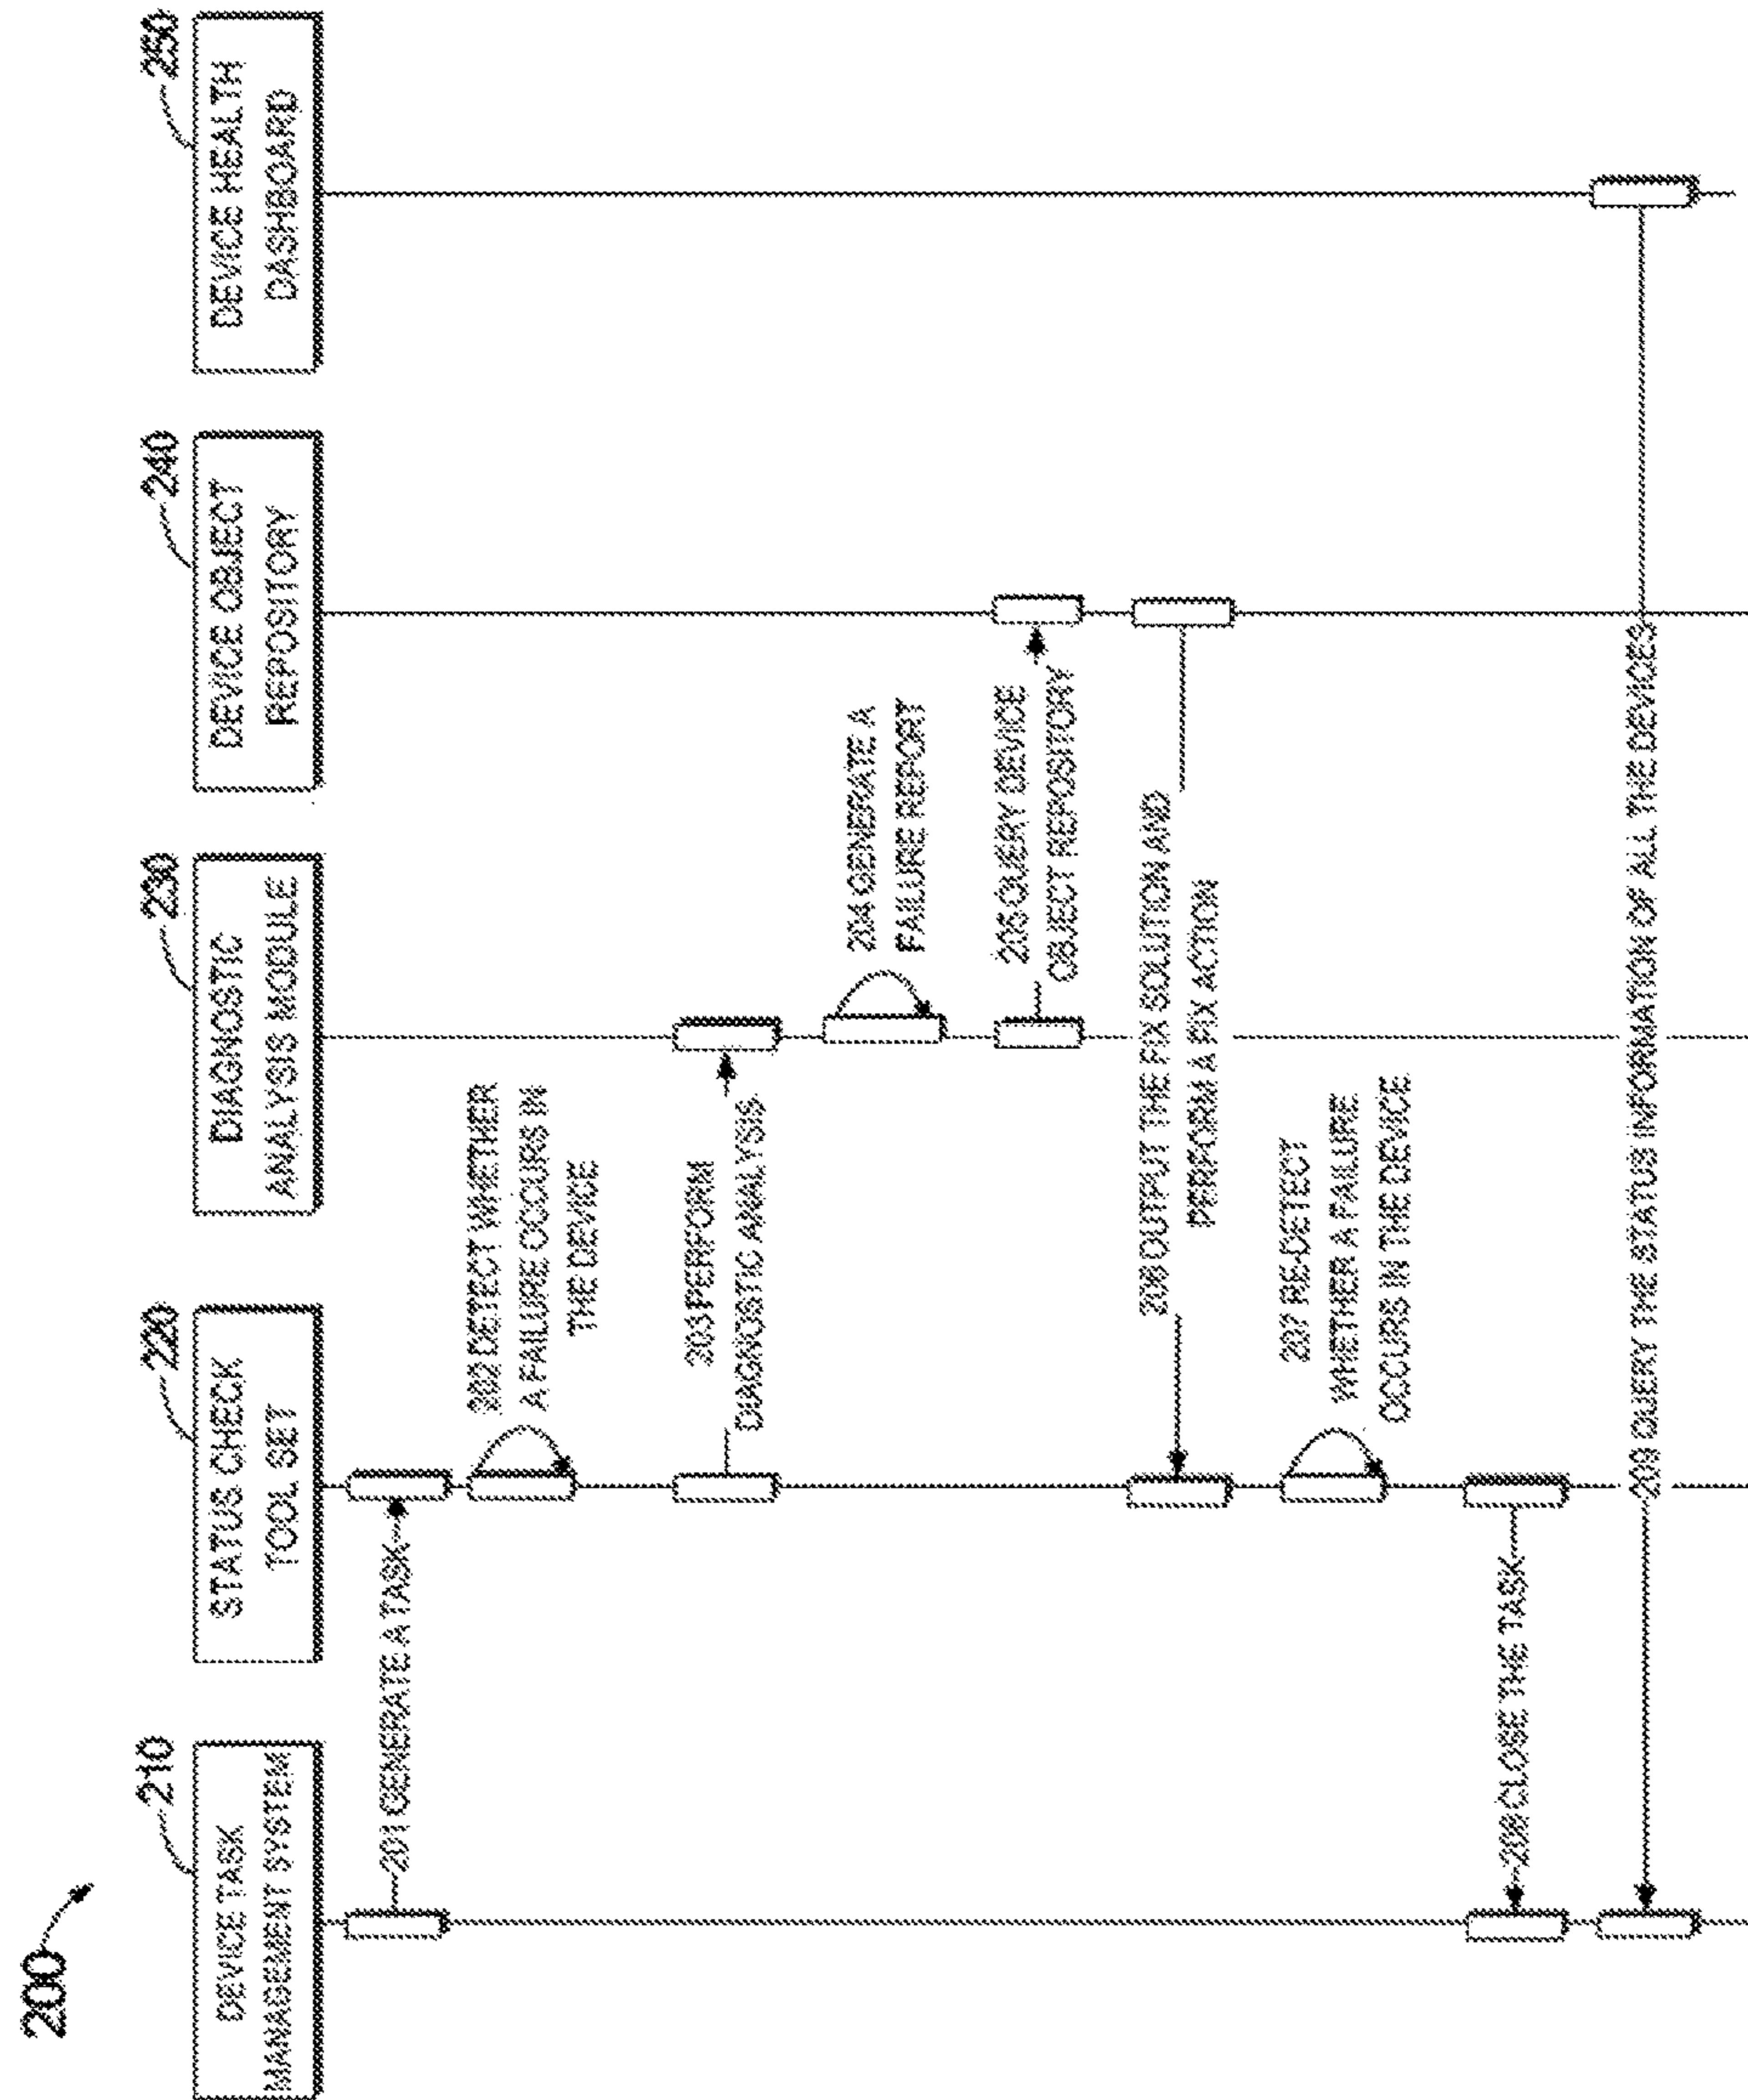 200
210
DEVICE TASK
MANAGEMENT SYSTEM
220
STATUS CHECK
TOOL SET
230
DIAGNOSTIC
ANALYSIS MODULE
240
DEVICE OBJECT
REPOSITORY
250
DEVICE HEALTH
DASHBOARD
201 GENERATE A TASK
202 DETECT WHETHER
A FAILURE OCCURS IN
THE DEVICE
203 PERFORM
DIAGNOSTIC ANALYSIS
204 GENERATE A
FAILURE REPORT
205 QUERY DEVICE
OBJECT REPOSITORY
206 OUTPUT THE FIX SOLUTION AND
PERFORM A FIX ACTION
207 RE-DETECT
WHETHER A FAILURE
OCCURS IN THE DEVICE
208 CLOSE THE TASK
209 QUERY THE STATUS INFORMATION OF ALL THE DEVICES